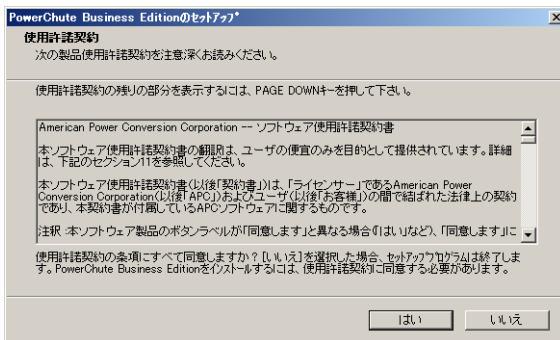 PowerChute Business Editionのｾｯﾄｱｯﾌﾟ
使用許諾契約
次の製品使用許諾契約を注意深くお読みください。
使用許諾契約の残りの部分を表示するには、PAGE DOWNキーを押して下さい。
American Power Conversion Corporation -- ソフトウェア使用許諾契約書
本ソフトウェア使用許諾契約書の翻訳は、ユーザの便宜のみを目的として提供されています。詳細
は、下記のセクション11を参照してください。
本ソフトウェア使用許諾契約書(以後「契約書」)は、「ライセンサー」であるAmerican Power
Conversion Corporation(以後「APC」)およびユーザ(以後「お客様」)の間で結ばれた法律上の契約
であり、本契約書が付属しているAPCソフトウェアに関するものです。
注釈 :本ソフトウェア製品のボタンラベルが「同意します」と異なる場合(「はい」など)、「同意します」に
使用許諾契約の条項にすべて同意しますか？[いいえ]を選択した場合、ｾｯﾄｱｯﾌﾟﾌﾟﾛｸﾞﾗﾑは終了しま
す。PowerChute Business Editionをインストールするには、使用許諾契約に同意する必要があります。
はい
いいえ